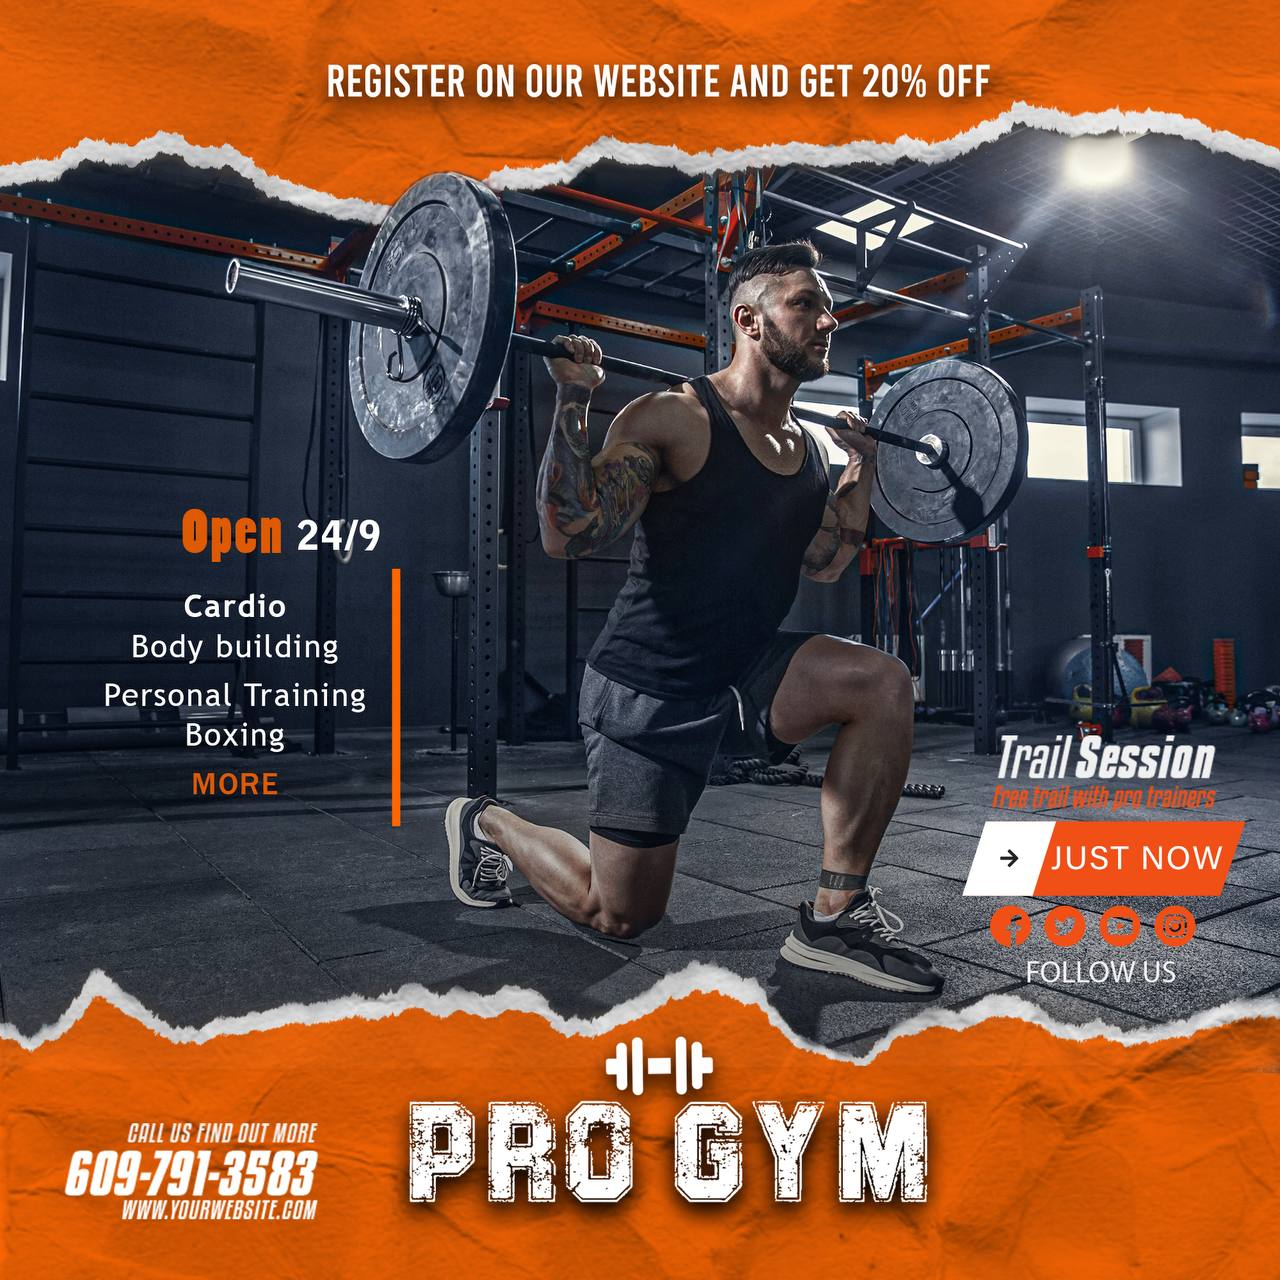 REGISTER ON OUR WEBSITE AND GET 20% OFF
Open 24/9
Cardio
Body building
Personal Training
Boxing
MORE
Trail Session
free trail with pro trainers
JUST NOW
FOLLOW US
PRO GYM
CALL US FIND OUT MORE
609-791-3583
WWW.YOURWEBSITE.COM